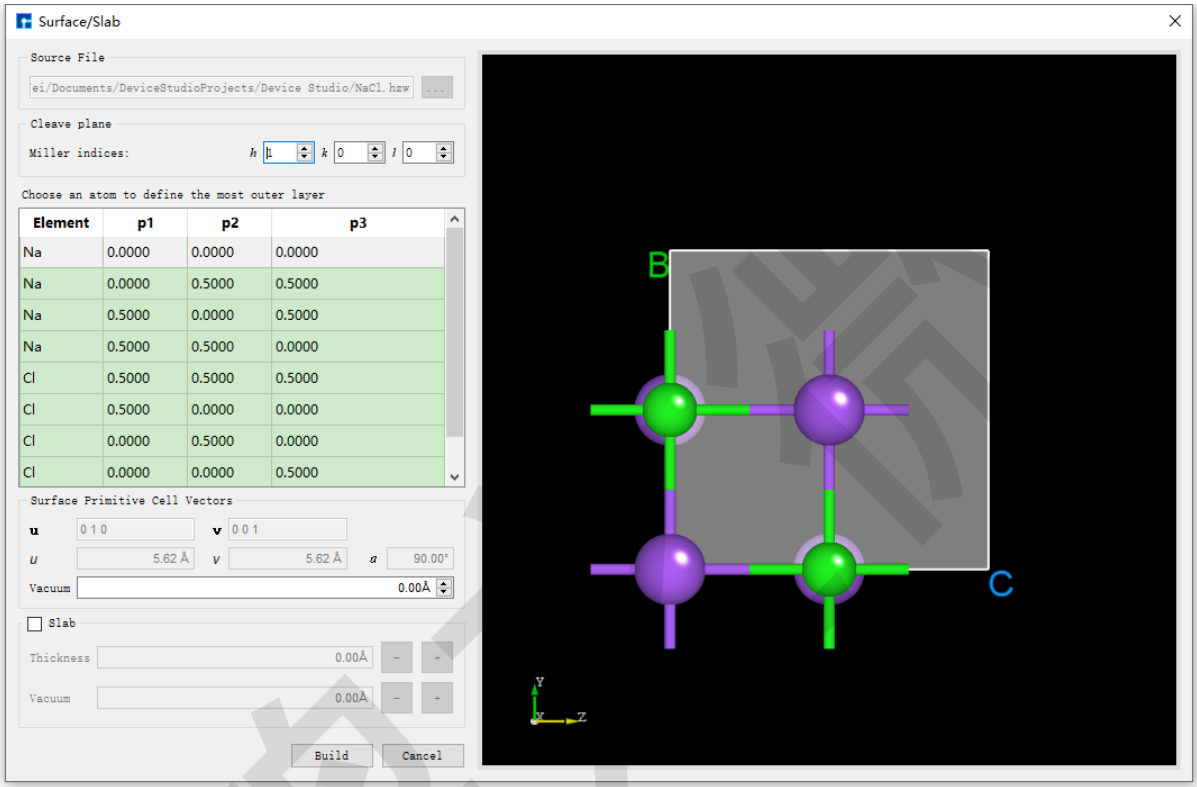 Surface/Slab
Source File
ei/Documents/DeviceStudioProjects/Device Studio/NaCl.hzw ...
Cleave plane
Miller indices: h 1 k 0 l 0
Choose an atom to define the most outer layer
Element p1 p2 p3
Na 0.0000 0.0000 0.0000
Na 0.0000 0.5000 0.5000
Na 0.5000 0.0000 0.5000
Na 0.5000 0.5000 0.0000
Cl 0.5000 0.5000 0.5000
Cl 0.5000 0.0000 0.0000
Cl 0.0000 0.5000 0.0000
Cl 0.0000 0.0000 0.5000
Surface Primitive Cell Vectors
u 0 1 0 v 0 0 1
u 5.62 Å v 5.62 Å α 90.00°
Vacuum 0.00Å
Slab
Thickness 0.00Å - +
Vacuum 0.00Å - +
Build Cancel
B
C
Y
X Z